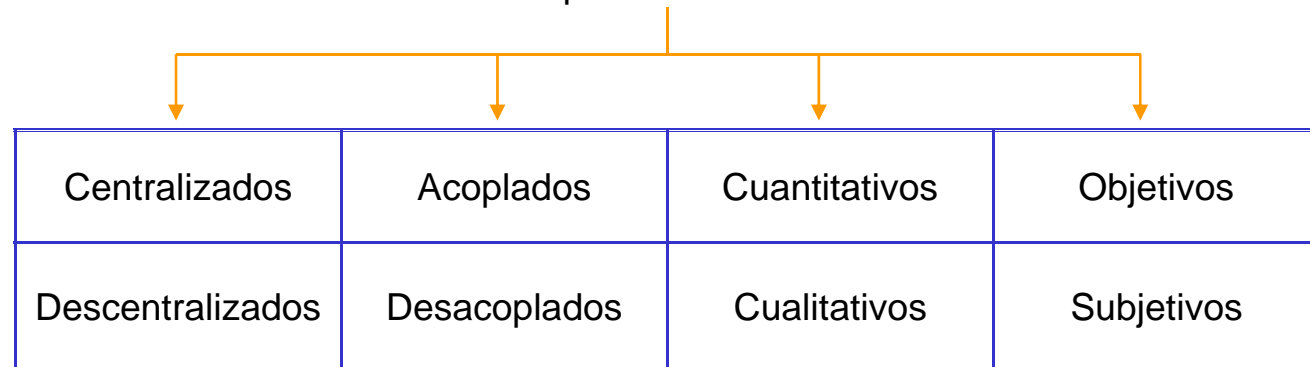 Centralizados Acoplados Cuantitativos Objetivos
Descentralizados Desacoplados Cualitativos Subjetivos